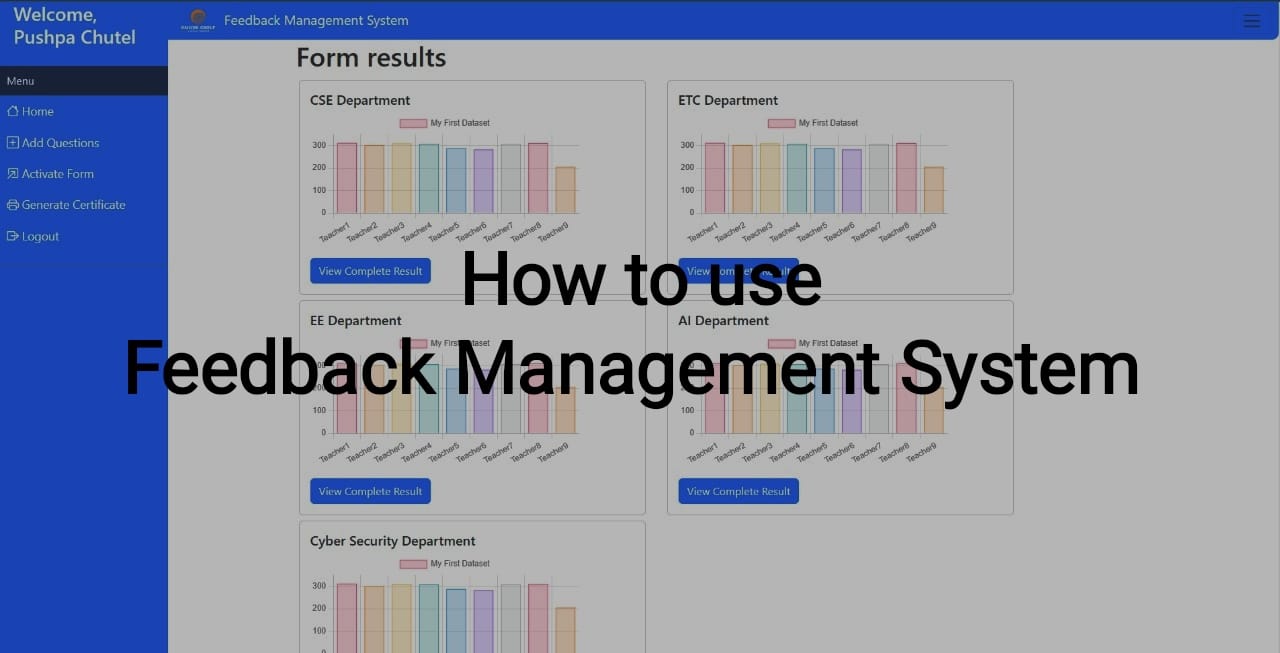 Welcome,
Pushpa Chutel
Menu
Home
Add Questions
Activate Form
Generate Certificate
Logout
Feedback Management System
Form results
CSE Department
My First Dataset
300
200
100
0
Teacher1 Teacher2 Teacher3 Teacher4 Teacher5 Teacher6 Teacher7 Teacher8 Teacher9
View Complete Result
ETC Department
My First Dataset
300
200
100
0
Teacher1 Teacher2 Teacher3 Teacher4 Teacher5 Teacher6 Teacher7 Teacher8 Teacher9
View Complete Result
How to use
Feedback Management System
EE Department
My First Dataset
100
0
Teacher1 Teacher2 Teacher3 Teacher4 Teacher5 Teacher6 Teacher7 Teacher8 Teacher9
View Complete Result
AI Department
My First Dataset
100
0
Teacher1 Teacher2 Teacher3 Teacher4 Teacher5 Teacher6 Teacher7 Teacher8 Teacher9
View Complete Result
Cyber Security Department
My First Dataset
300
200
100
0